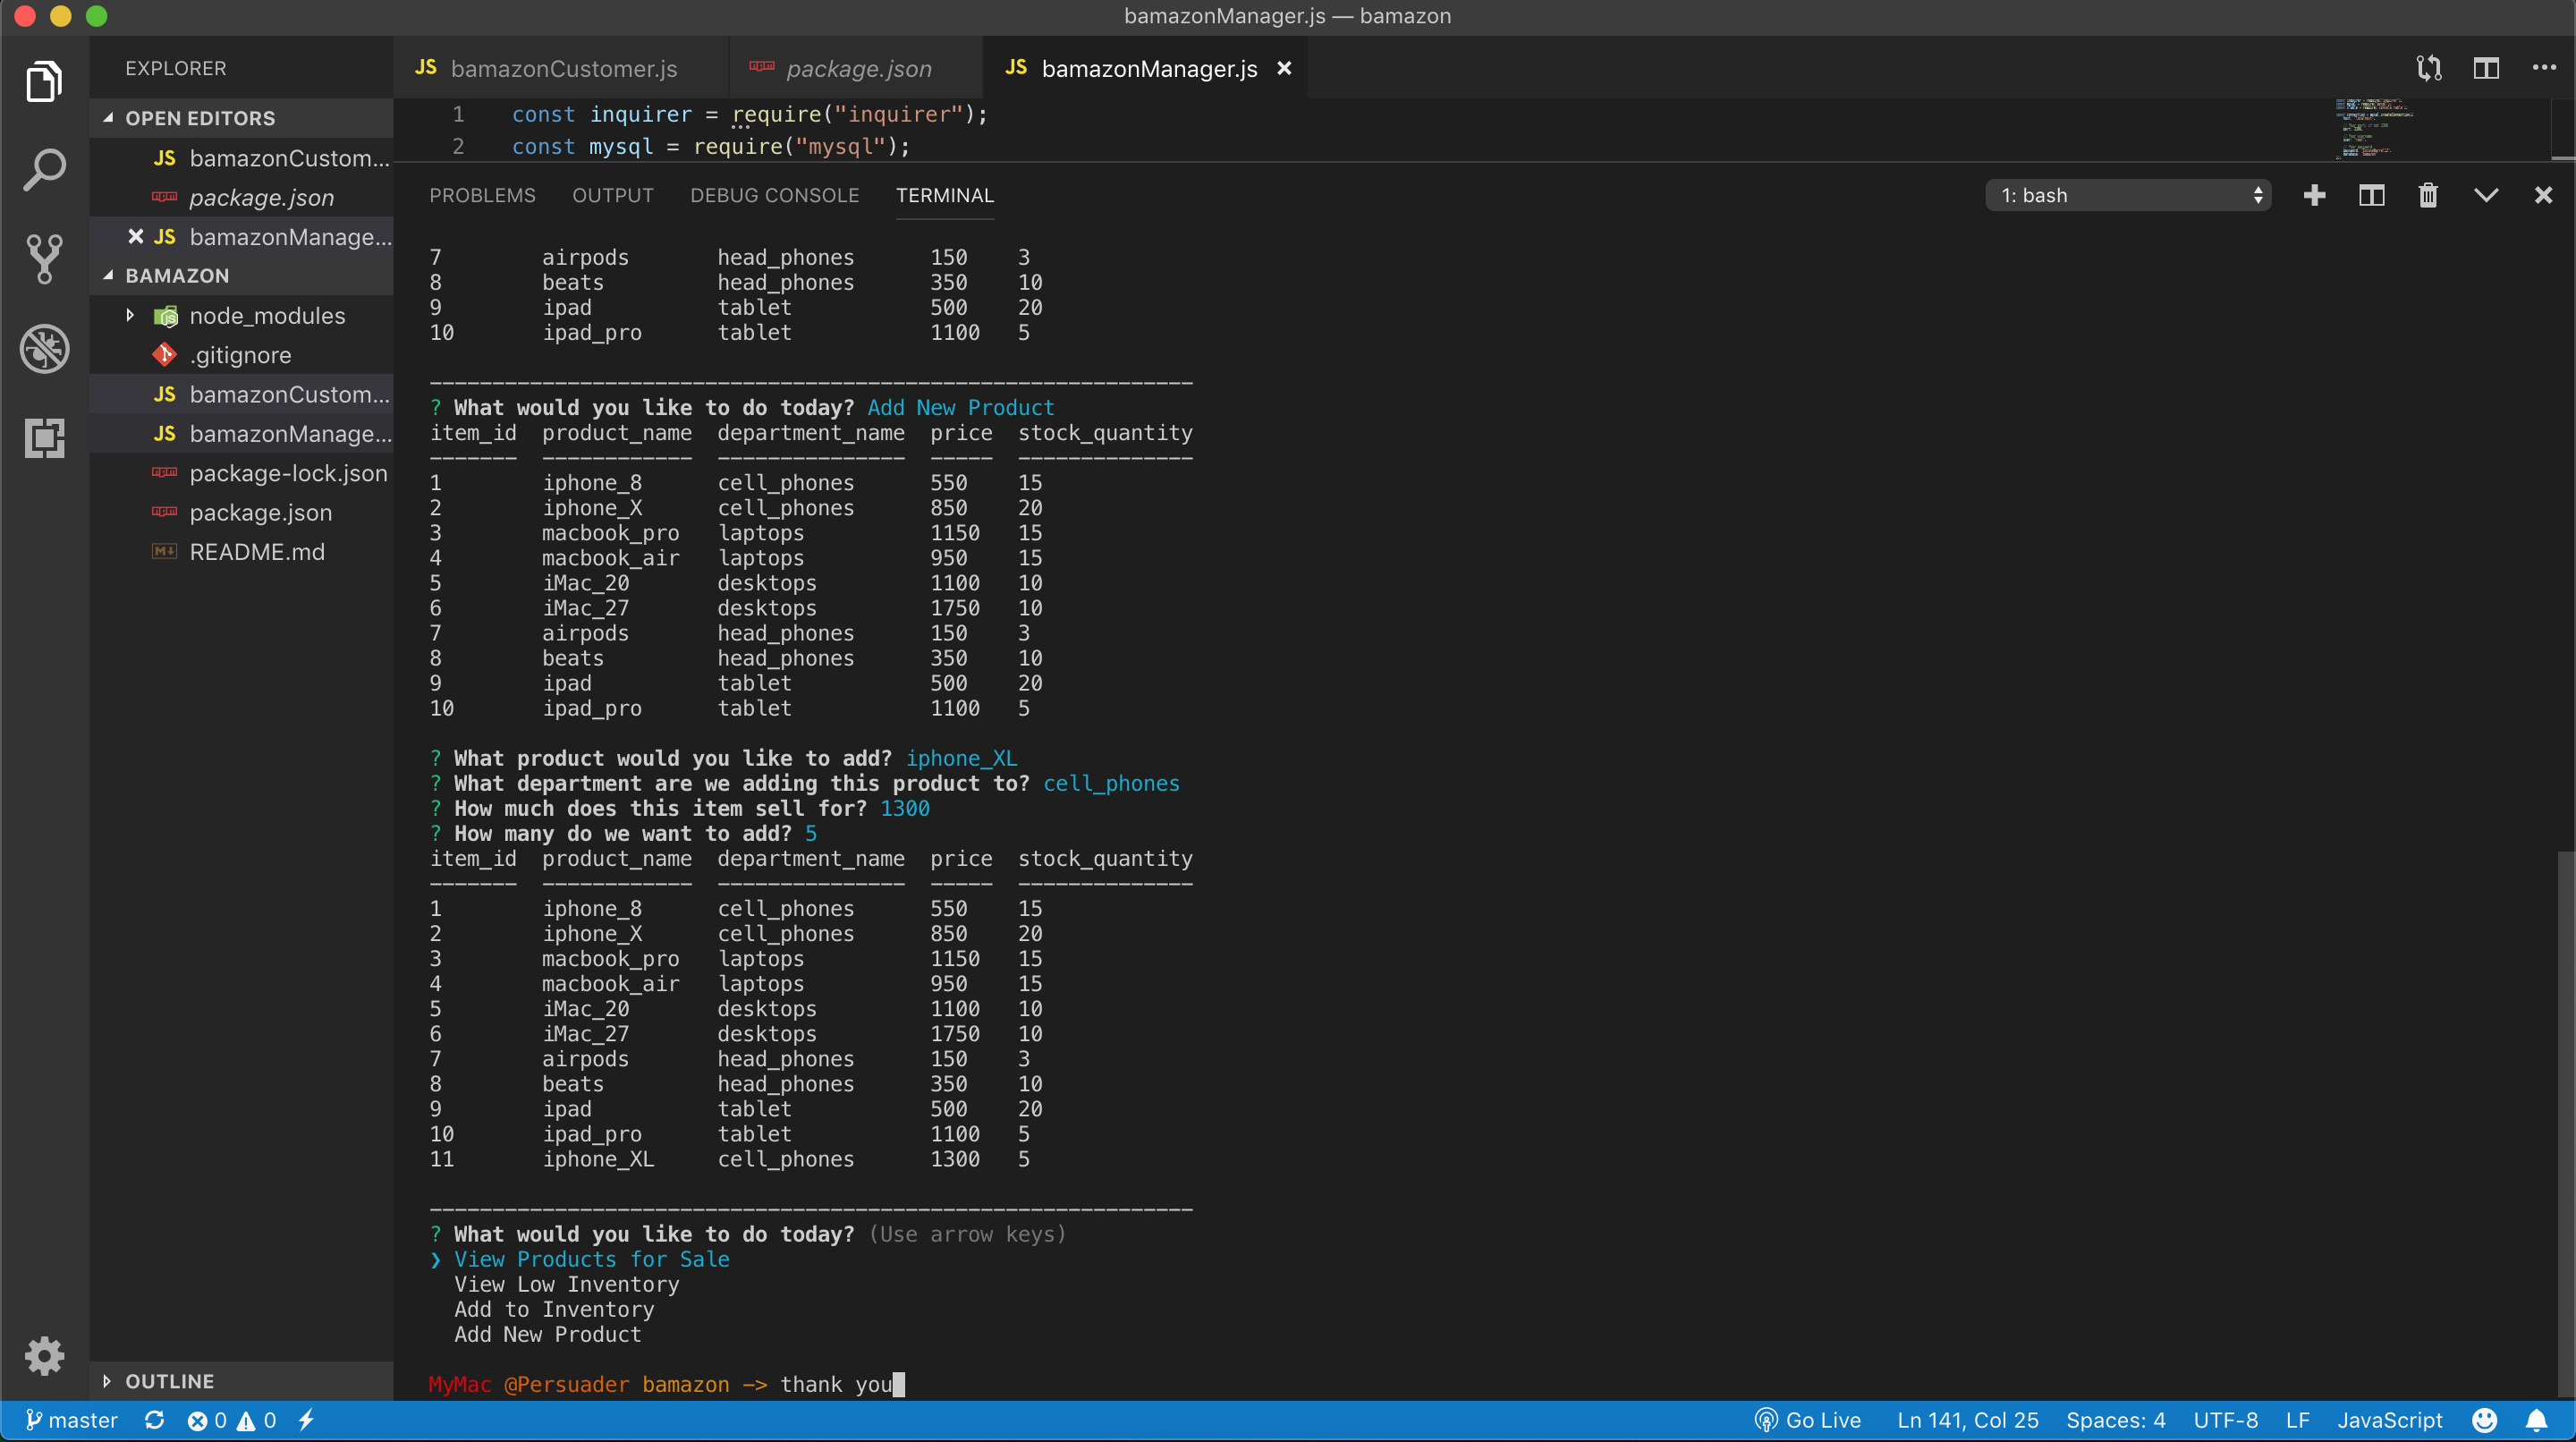 bamazonManager.js — bamazon
EXPLORER
OPEN EDITORS
JS bamazonCustom...
package.json
JS bamazonManage...
BAMAZON
node_modules
.gitignore
JS bamazonCustom...
JS bamazonManage...
package-lock.json
package.json
README.md
OUTLINE
JS bamazonCustomer.js package.json JS bamazonManager.js
1 const inquirer = require("inquirer");
2 const mysql = require("mysql");
PROBLEMS OUTPUT DEBUG CONSOLE TERMINAL 1: bash
7 airpods head_phones 150 3
8 beats head_phones 350 10
9 ipad tablet 500 20
10 ipad_pro tablet 1100 5
? What would you like to do today? Add New Product
item_id product_name department_name price stock_quantity
1 iphone_8 cell_phones 550 15
2 iphone_X cell_phones 850 20
3 macbook_pro laptops 1150 15
4 macbook_air laptops 950 15
5 iMac_20 desktops 1100 10
6 iMac_27 desktops 1750 10
7 airpods head_phones 150 3
8 beats head_phones 350 10
9 ipad tablet 500 20
10 ipad_pro tablet 1100 5
? What product would you like to add? iphone_XL
? What department are we adding this product to? cell_phones
? How much does this item sell for? 1300
? How many do we want to add? 5
item_id product_name department_name price stock_quantity
1 iphone_8 cell_phones 550 15
2 iphone_X cell_phones 850 20
3 macbook_pro laptops 1150 15
4 macbook_air laptops 950 15
5 iMac_20 desktops 1100 10
6 iMac_27 desktops 1750 10
7 airpods head_phones 150 3
8 beats head_phones 350 10
9 ipad tablet 500 20
10 ipad_pro tablet 1100 5
11 iphone_XL cell_phones 1300 5
? What would you like to do today? (Use arrow keys)
❯ View Products for Sale
View Low Inventory
Add to Inventory
Add New Product
MyMac @Persuader bamazon -> thank you
master 0 0 Go Live Ln 141, Col 25 Spaces: 4 UTF-8 LF JavaScript